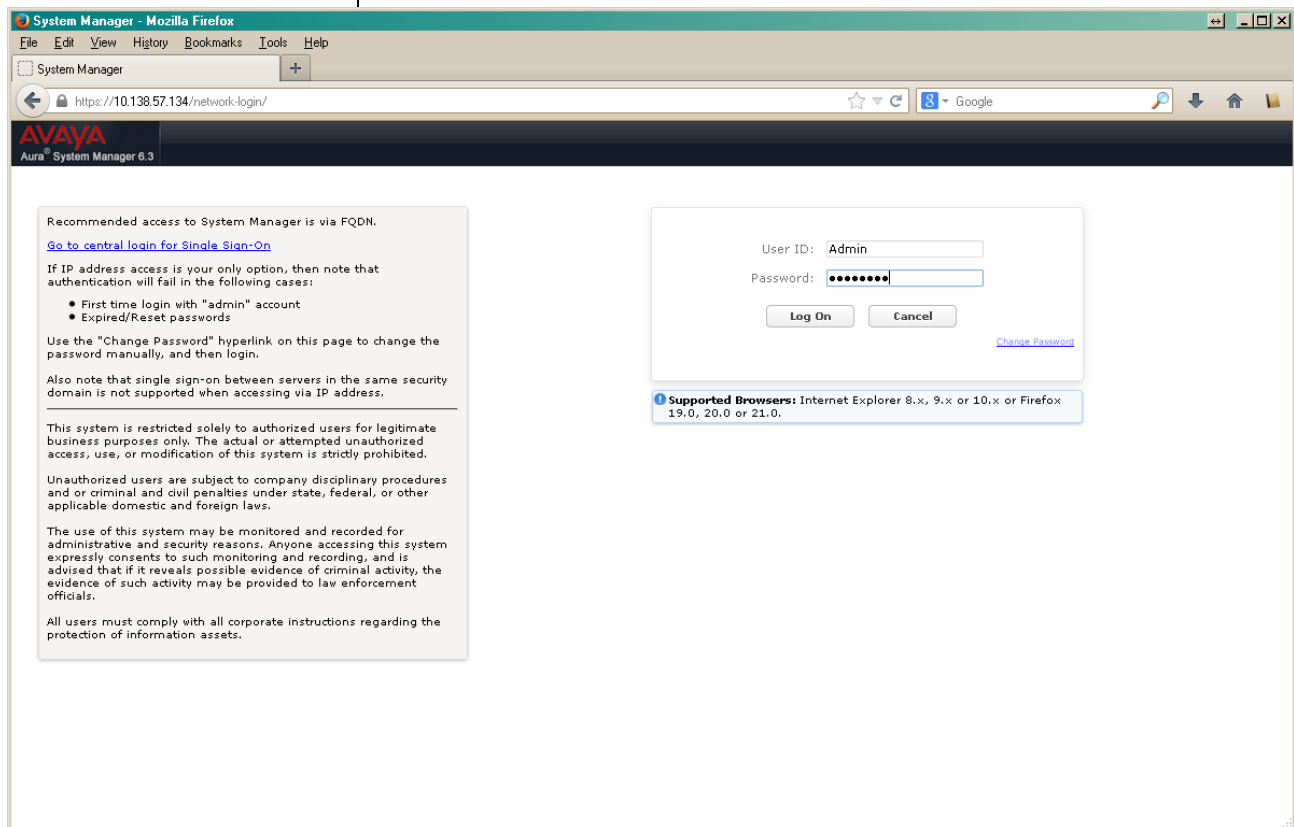 System Manager - Mozilla Firefox
File Edit View History Bookmarks Tools Help
System Manager
https://10.138.57.134/network-login/
Google
AVAYA
Aura® System Manager 6.3
Recommended access to System Manager is via FQDN.
Go to central login for Single Sign-On
If IP address access is your only option, then note that
authentication will fail in the following cases:
• First time login with "admin" account
• Expired/Reset passwords
Use the "Change Password" hyperlink on this page to change the
password manually, and then login.
Also note that single sign-on between servers in the same security
domain is not supported when accessing via IP address.
This system is restricted solely to authorized users for legitimate
business purposes only. The actual or attempted unauthorized
access, use, or modification of this system is strictly prohibited.
Unauthorized users are subject to company disciplinary procedures
and or criminal and civil penalties under state, federal, or other
applicable domestic and foreign laws.
The use of this system may be monitored and recorded for
administrative and security reasons. Anyone accessing this system
expressly consents to such monitoring and recording, and is
advised that if it reveals possible evidence of criminal activity, the
evidence of such activity may be provided to law enforcement
officials.
All users must comply with all corporate instructions regarding the
protection of information assets.
User ID: Admin
Password: ●●●●●●●●
Log On Cancel
Change Password
Supported Browsers: Internet Explorer 8.x, 9.x or 10.x or Firefox
19.0, 20.0 or 21.0.